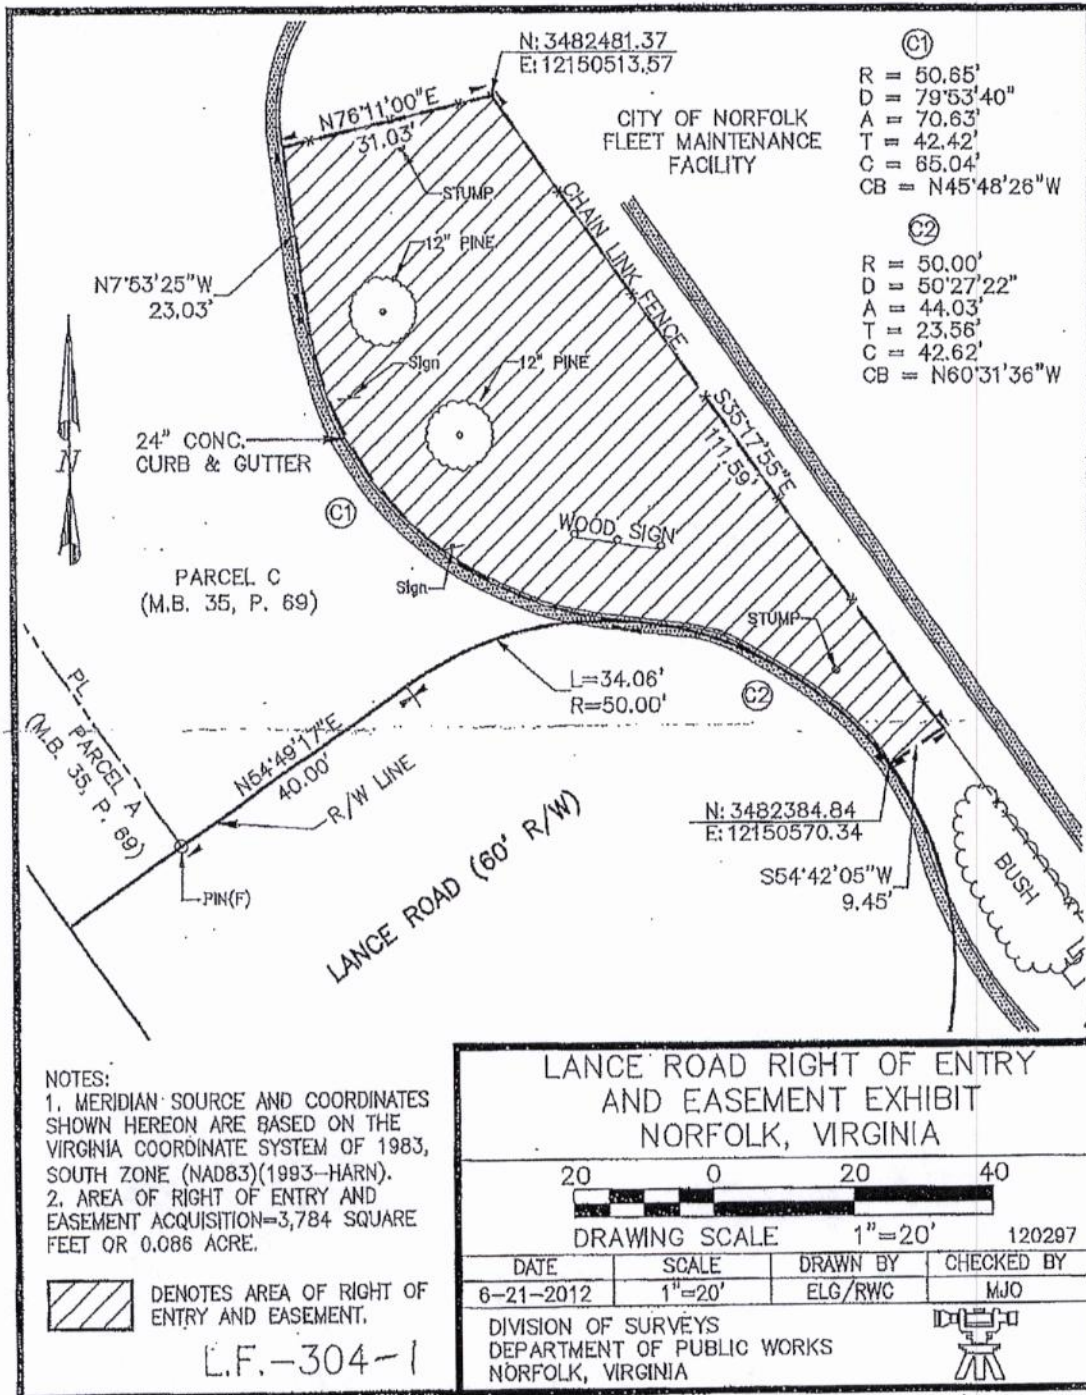 N: 3482481.37
E: 12150513.57
C1
R = 50.65'
D = 79°53'40"
A = 70.63'
T = 42.42'
C = 65.04'
CB = N45°48'26"W
CITY OF NORFOLK
FLEET MAINTENANCE
FACILITY
N76°11'00"E
31.03'
STUMP
CHAIN LINK FENCE
C2
R = 50.00'
D = 50°27'22"
A = 44.03'
T = 23.56'
C = 42.62'
CB = N60°31'36"W
12" PINE
N7°53'25"W
23.03'
Sign
12" PINE
S35°17'55"E
111.59'
24" CONC.
CURB & GUTTER
N
C1
WOOD SIGN
PARCEL C
(M.B. 35, P. 69)
Sign
STUMP
L=34.06'
R=50.00'
C2
PL
PARCEL A
(M.B. 35, P. 69)
N54°49'17"E
40.00'
R/W LINE
N: 3482384.84
E: 12150570.34
S54°42'05"W
9.45'
BUSH
PIN(F)
LANCE ROAD (60' R/W)
NOTES:
1. MERIDIAN SOURCE AND COORDINATES
SHOWN HEREON ARE BASED ON THE
VIRGINIA COORDINATE SYSTEM OF 1983,
SOUTH ZONE (NAD83)(1993-HARN).
2. AREA OF RIGHT OF ENTRY AND
EASEMENT ACQUISITION=3,784 SQUARE
FEET OR 0.086 ACRE.
DENOTES AREA OF RIGHT OF
ENTRY AND EASEMENT.
L.F.-304-1
LANCE ROAD RIGHT OF ENTRY
AND EASEMENT EXHIBIT
NORFOLK, VIRGINIA
20 0 20 40
DRAWING SCALE 1"=20' 120297
DATE SCALE DRAWN BY CHECKED BY
6-21-2012 1"=20' ELG/RWC MJO
DIVISION OF SURVEYS
DEPARTMENT OF PUBLIC WORKS
NORFOLK, VIRGINIA